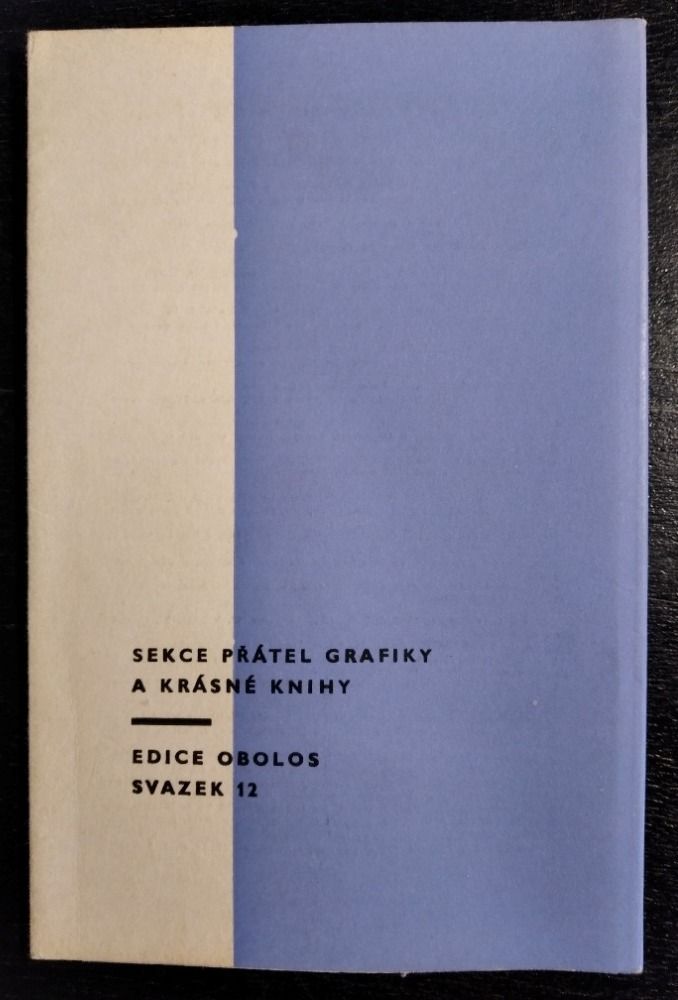 SEKCE PŘÁTEL GRAFIKY
A KRÁSNÉ KNIHY
EDICE OBOLOS
SVAZEK 12